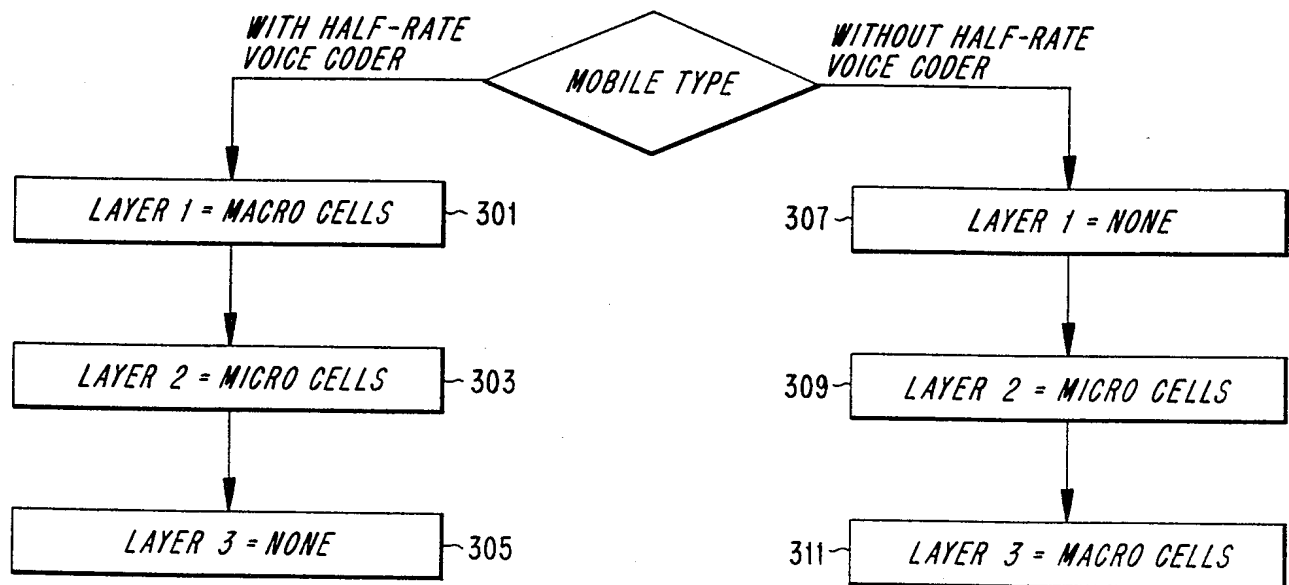 WITH HALF-RATE
VOICE CODER
MOBILE TYPE
WITHOUT HALF-RATE
VOICE CODER
LAYER 1 = MACRO CELLS
301
307
LAYER 1 = NONE
LAYER 2 = MICRO CELLS
303
309
LAYER 2 = MICRO CELLS
LAYER 3 = NONE
305
311
LAYER 3 = MACRO CELLS